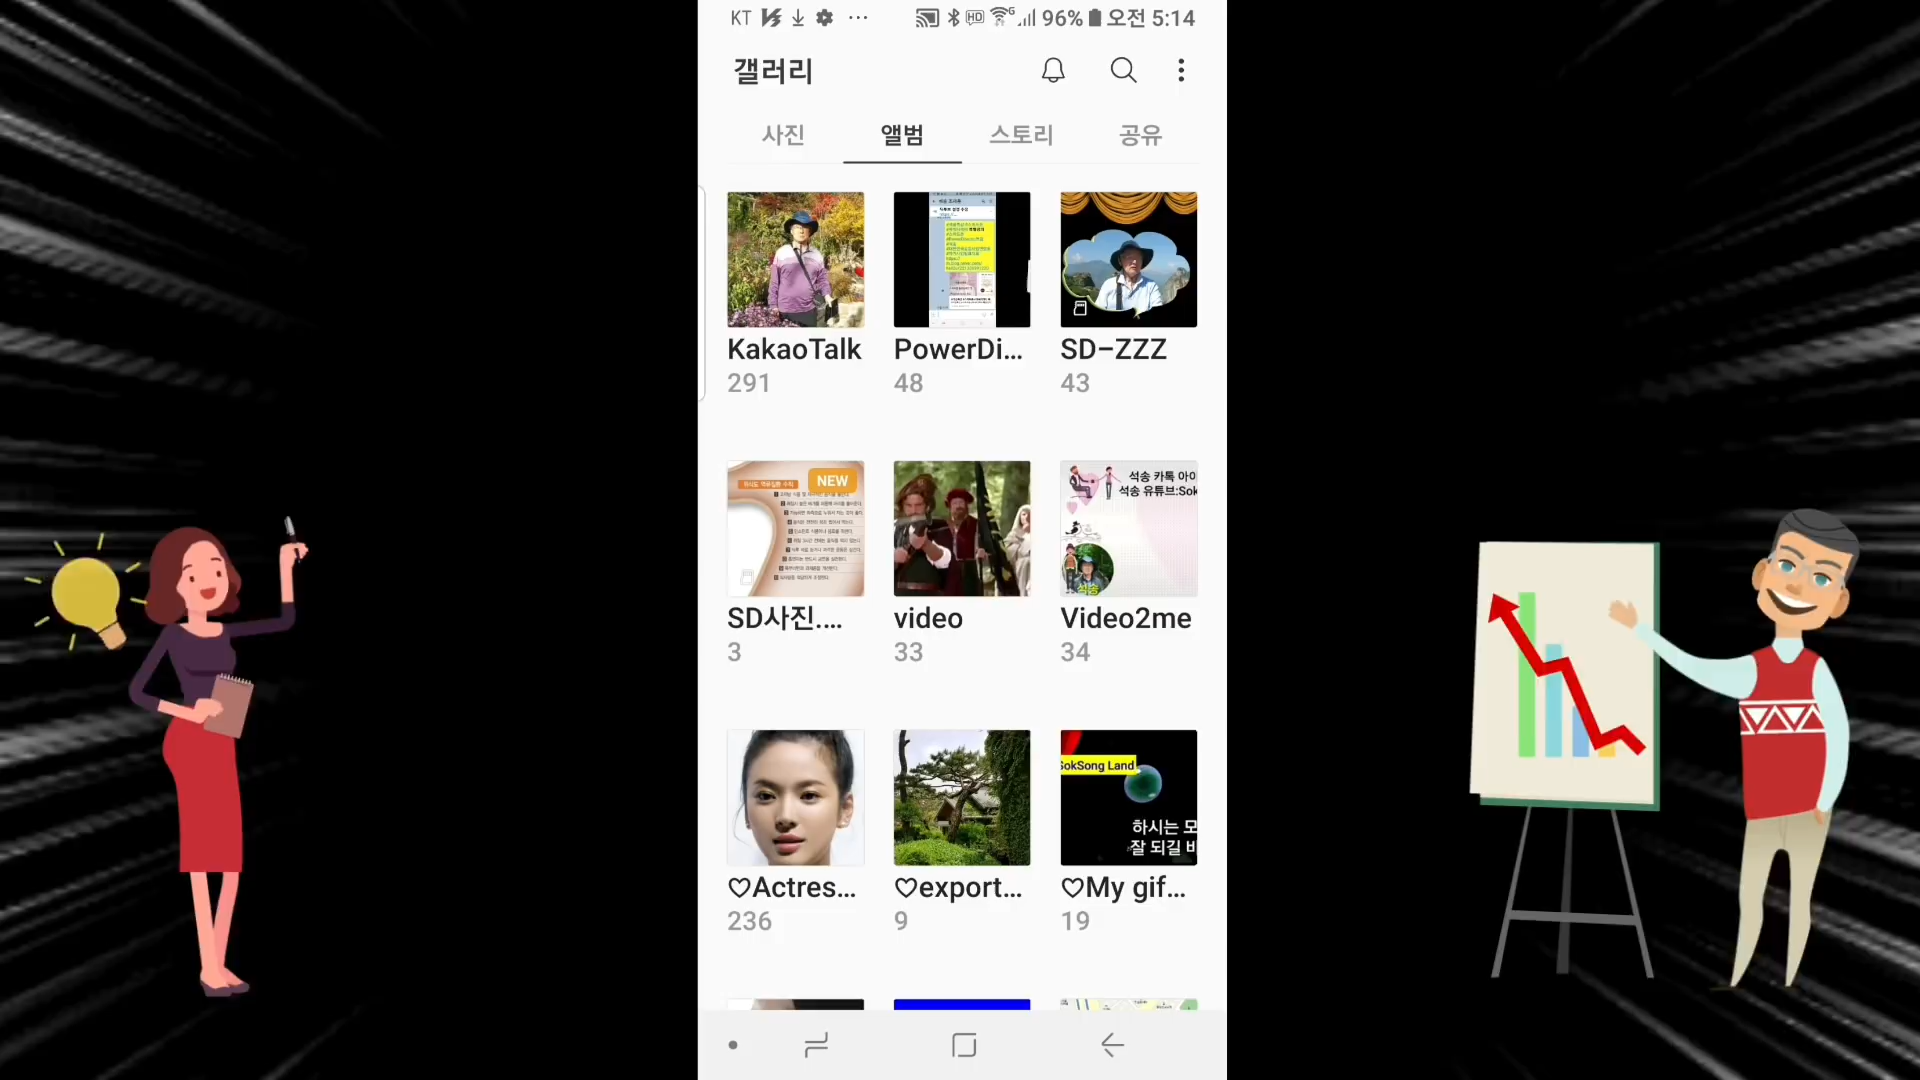 KT
96%
오전 5:14
갤러리
사진
앨범
스토리
공유
KakaoTalk
291
PowerDi...
48
SD-ZZZ
43
NEW
SD사진....
3
video
33
석송 카톡 아이
석송 유튜브:Sok
석송
Video2me
34
♡Actres...
236
♡export...
9
SokSong Land
하시는 모
잘 되길 바
♡My gif...
19